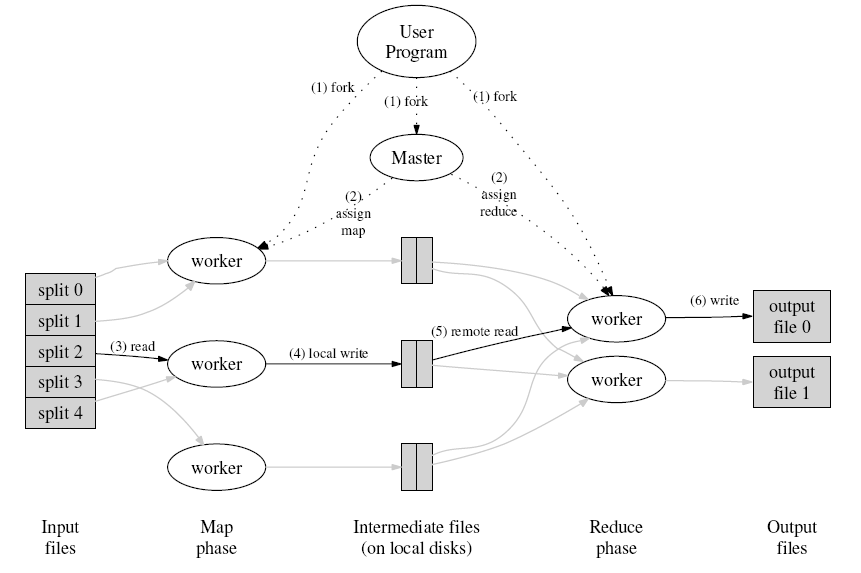 User
Program
(1) fork
(1) fork
(1) fork
Master
(2)
assign
map
(2)
assign
reduce
worker
split 0
split 1
split 2
split 3
split 4
(3) read
worker
(4) local write
(5) remote read
worker
(6) write
output
file 0
worker
output
file 1
worker
Input
files
Map
phase
Intermediate files
(on local disks)
Reduce
phase
Output
files